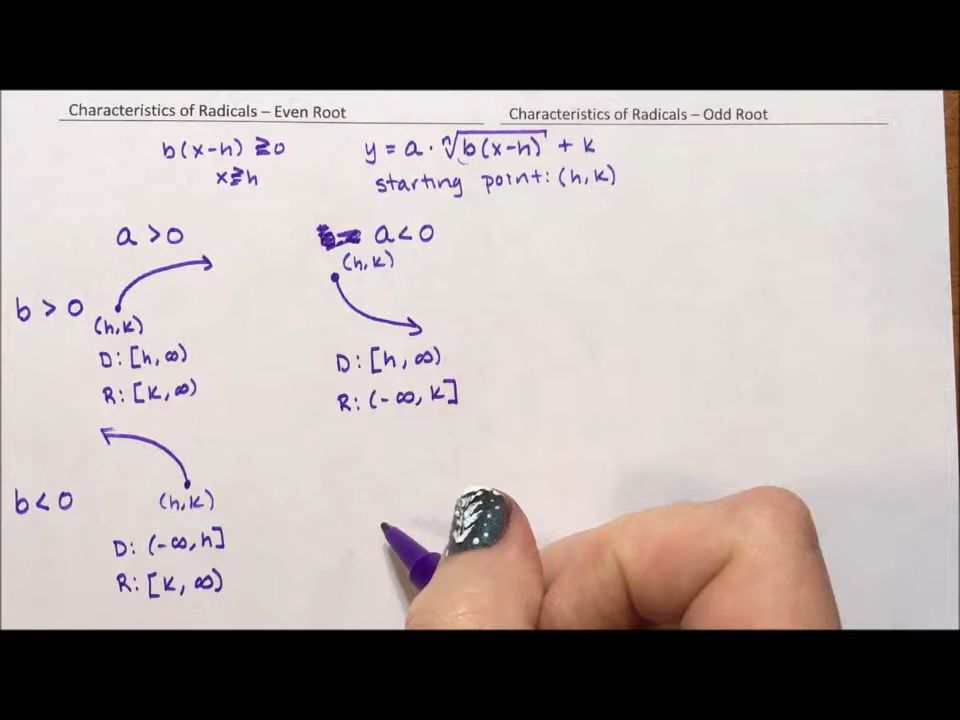 Characteristics of Radicals – Even Root
Characteristics of Radicals – Odd Root
b(x-h) ≥ 0
x ≥ h
y = a · ⁿ√b(x-h) + k
starting point: (h, k)
a > 0
a < 0
b > 0
(h, k)
D: [h, ∞)
R: [k, ∞)
(h, k)
D: [h, ∞)
R: (-∞, k]
b < 0
(h, k)
D: (-∞, h]
R: [k, ∞)